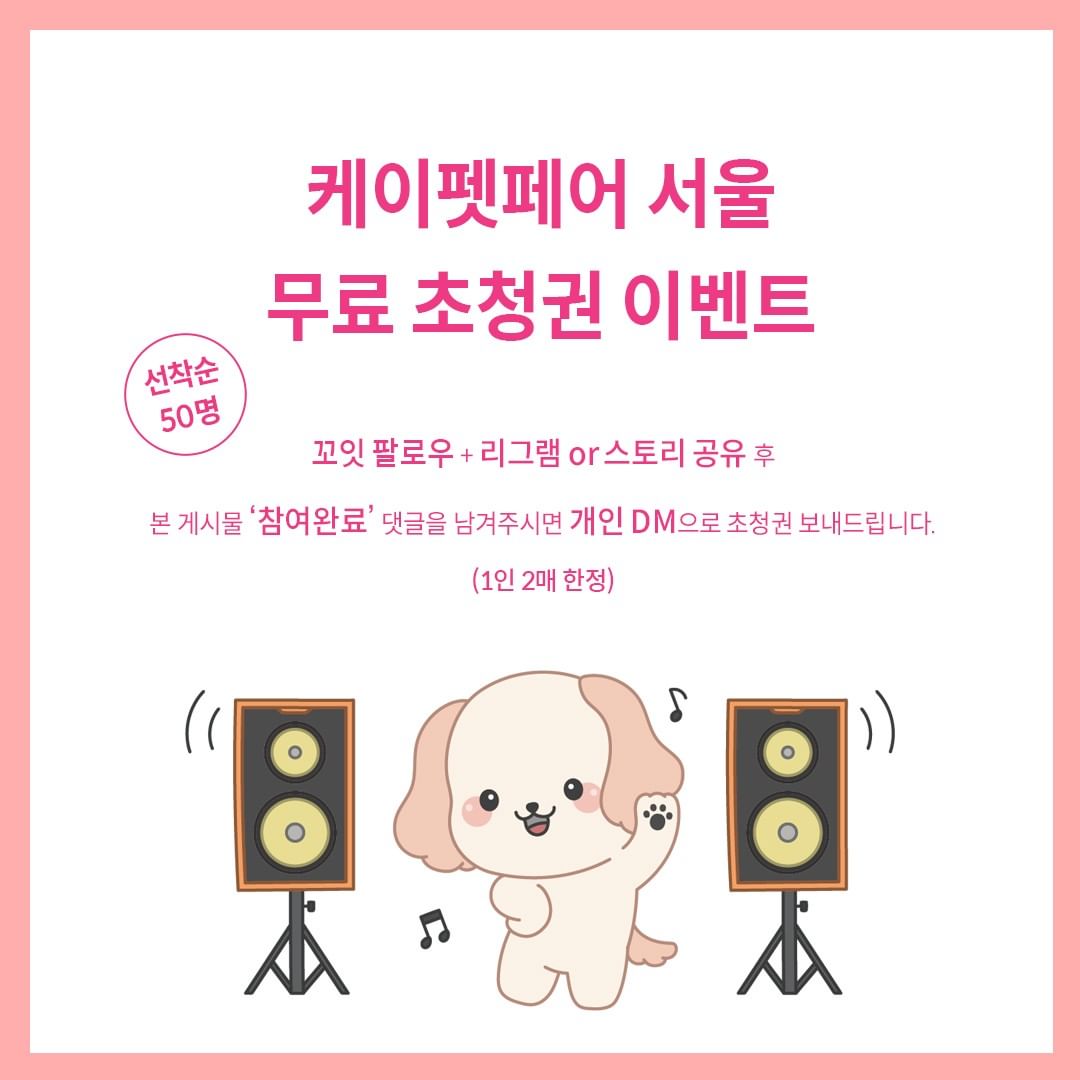 케이펫페어 서울
무료 초청권 이벤트
선착순
50명
꼬잇 팔로우 + 리그램 or 스토리 공유 후
본 게시물 ‘참여완료’ 댓글을 남겨주시면 개인 DM으로 초청권 보내드립니다.
(1인 2매 한정)